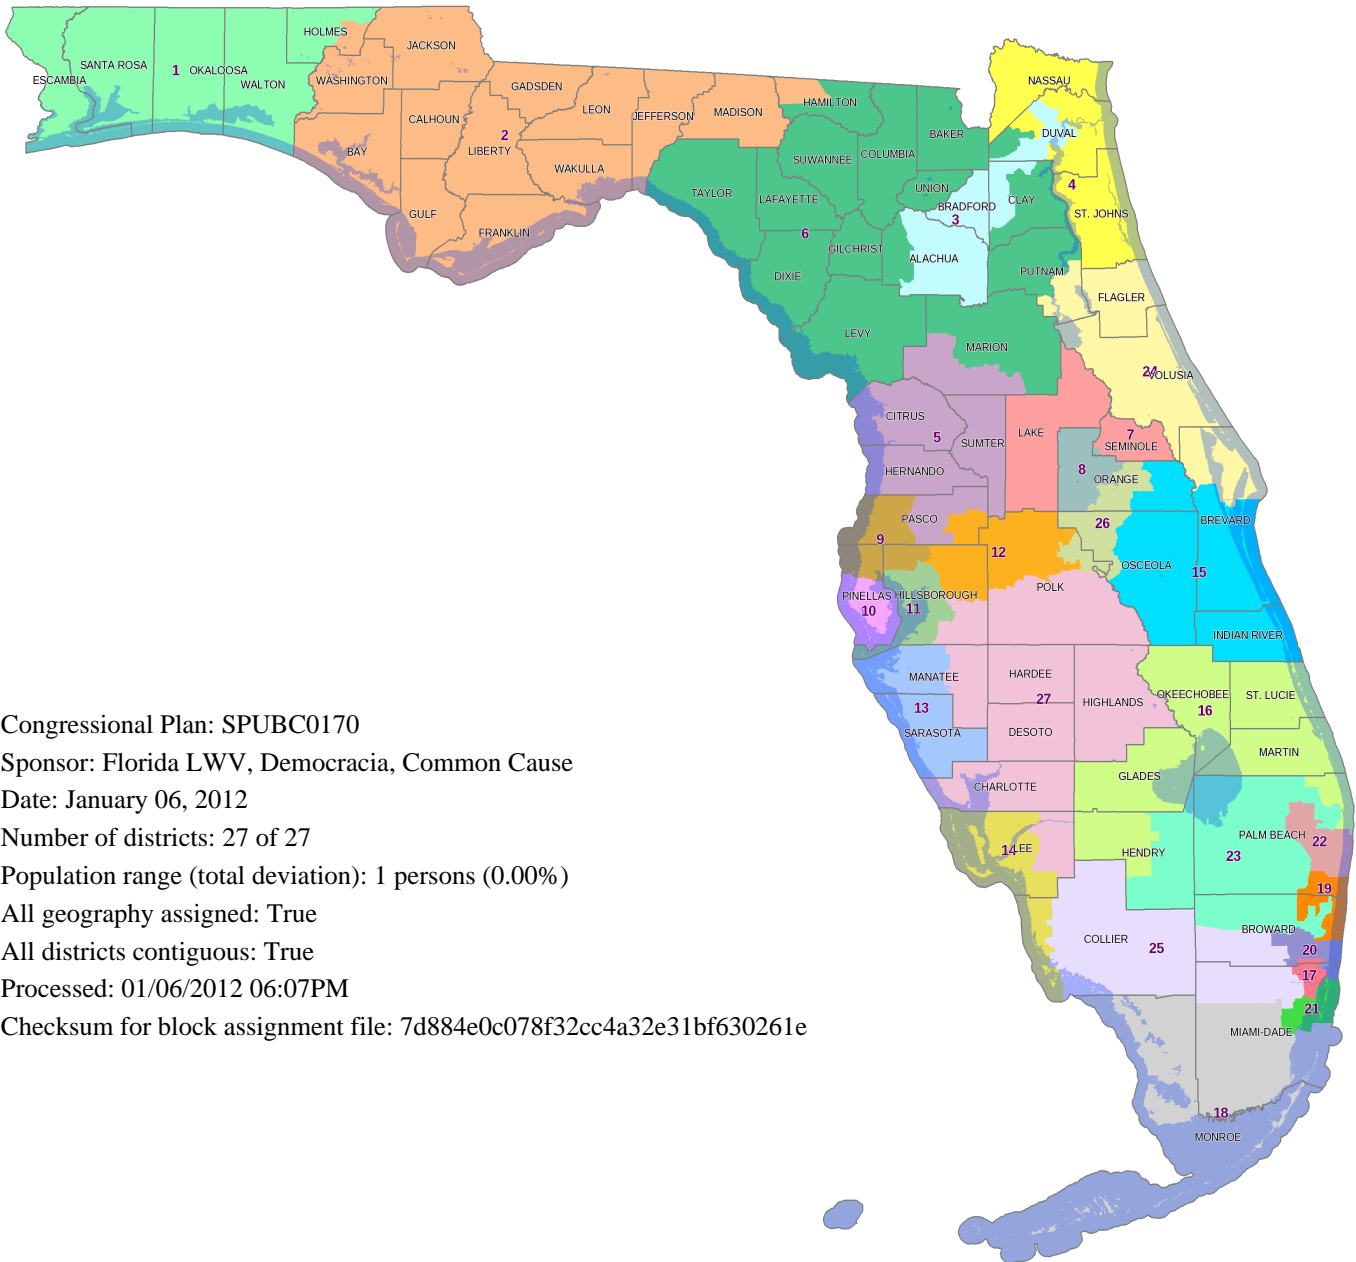 HOLMES
JACKSON
SANTA ROSA
1
OKALOOSA
ESCAMBIA
WALTON
WASHINGTON
GADSDEN
NASSAU
CALHOUN
LEON
JEFFERSON
MADISON
HAMILTON
BAY
2
LIBERTY
WAKULLA
SUWANNEE
COLUMBIA
BAKER
DUVAL
GULF
FRANKLIN
TAYLOR
LAFAYETTE
UNION
BRADFORD
3
CLAY
4
ST. JOHNS
6
GILCHRIST
ALACHUA
DIXIE
PUTNAM
FLAGLER
LEVY
MARION
24
VOLUSIA
CITRUS
5
SUMTER
LAKE
7
SEMINOLE
HERNANDO
8
ORANGE
PASCO
26
BREVARD
9
12
OSCEOLA
15
PINELLAS
HILLSBOROUGH
10
11
POLK
INDIAN RIVER
MANATEE
HARDEE
27
HIGHLANDS
OKEECHOBEE
ST. LUCIE
13
16
SARASOTA
DESOTO
MARTIN
CHARLOTTE
GLADES
14
LEE
HENDRY
PALM BEACH
22
23
19
COLLIER
25
BROWARD
20
17
21
MIAMI-DADE
18
MONROE
Congressional Plan: SPUBC0170
Sponsor: Florida LWV, Democracia, Common Cause
Date: January 06, 2012
Number of districts: 27 of 27
Population range (total deviation): 1 persons (0.00%)
All geography assigned: True
All districts contiguous: True
Processed: 01/06/2012 06:07PM
Checksum for block assignment file: 7d884e0c078f32cc4a32e31bf630261e